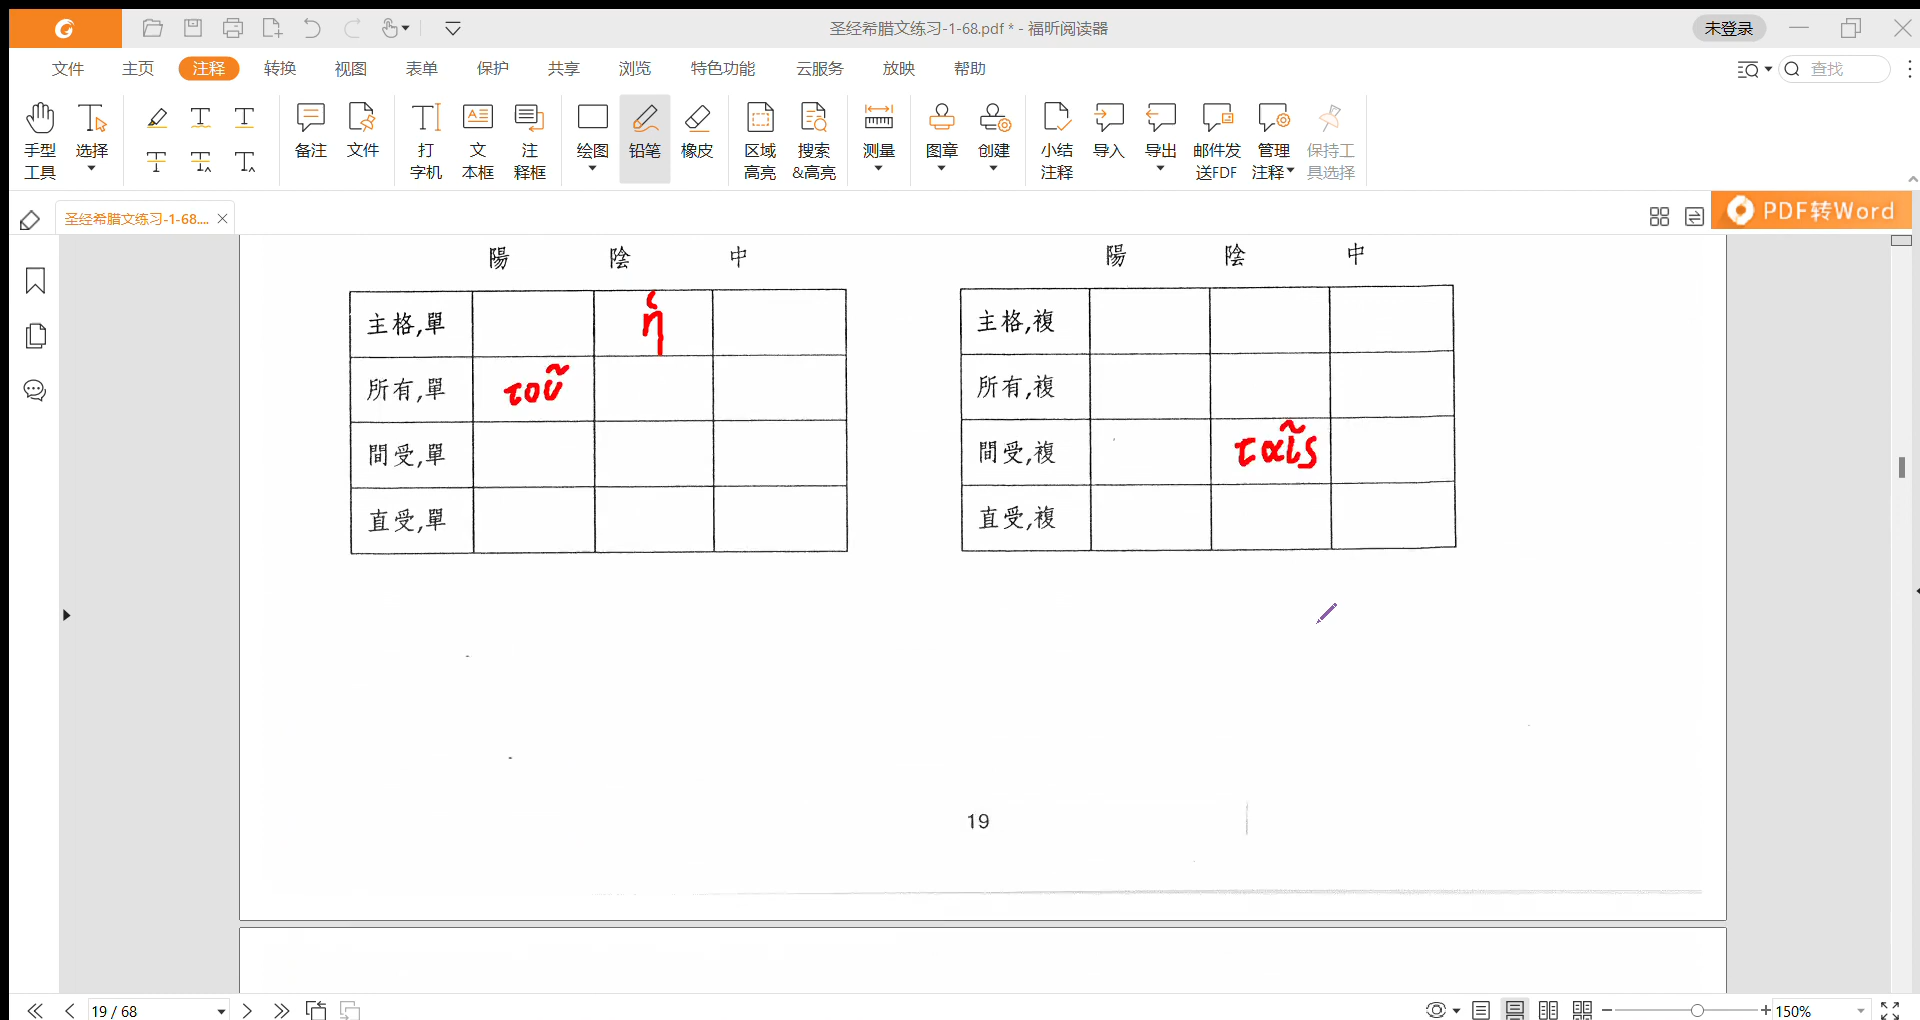 圣经希腊文练习-1-68.pdf * - 福昕阅读器
未登录
文件 主页 注释 转换 视图 表单 保护 共享 浏览 特色功能 云服务 放映 帮助
查找
手型工具 选择 备注 文件 打字机 文本框 注释框 绘图 铅笔 橡皮 区域高亮 搜索&高亮 测量 图章 创建 小结注释 导入 导出 邮件发送PDF 管理注释 保持工具选择
圣经希腊文练习-1-68....
PDF转Word
陽 陰 中
主格,單 ἡ
所有,單 τοῦ
間受,單
直受,單
陽 陰 中
主格,複
所有,複
間受,複 ταῖς
直受,複
19
19 / 68
150%